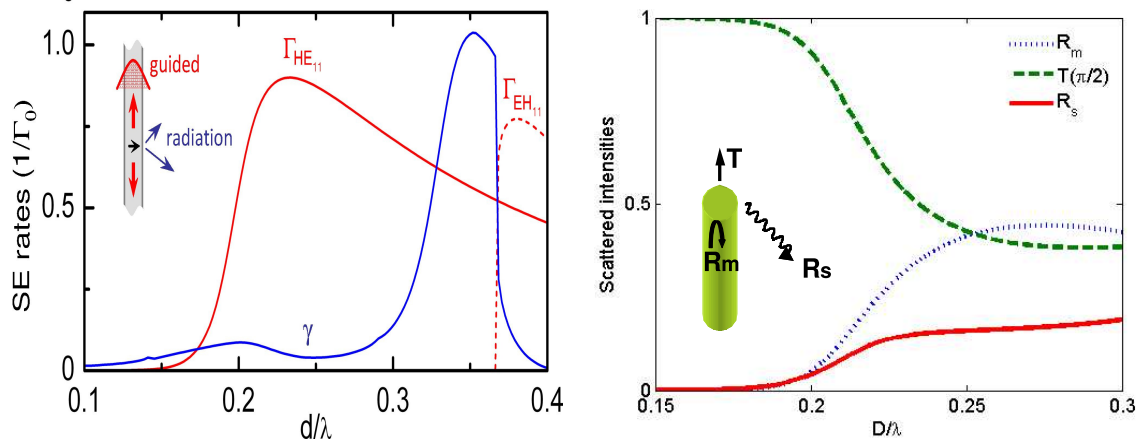 SE rates (1/Γ₀)
1.0
0.5
0
0.1
0.2
0.3
0.4
d/λ
guided
radiation
Γ_HE₁₁
Γ_EH₁₁
γ
Scattered intensities
1
0.5
0
0.15
0.2
0.25
0.3
D/λ
R_m
T(π/2)
R_s
T
Rm
Rs